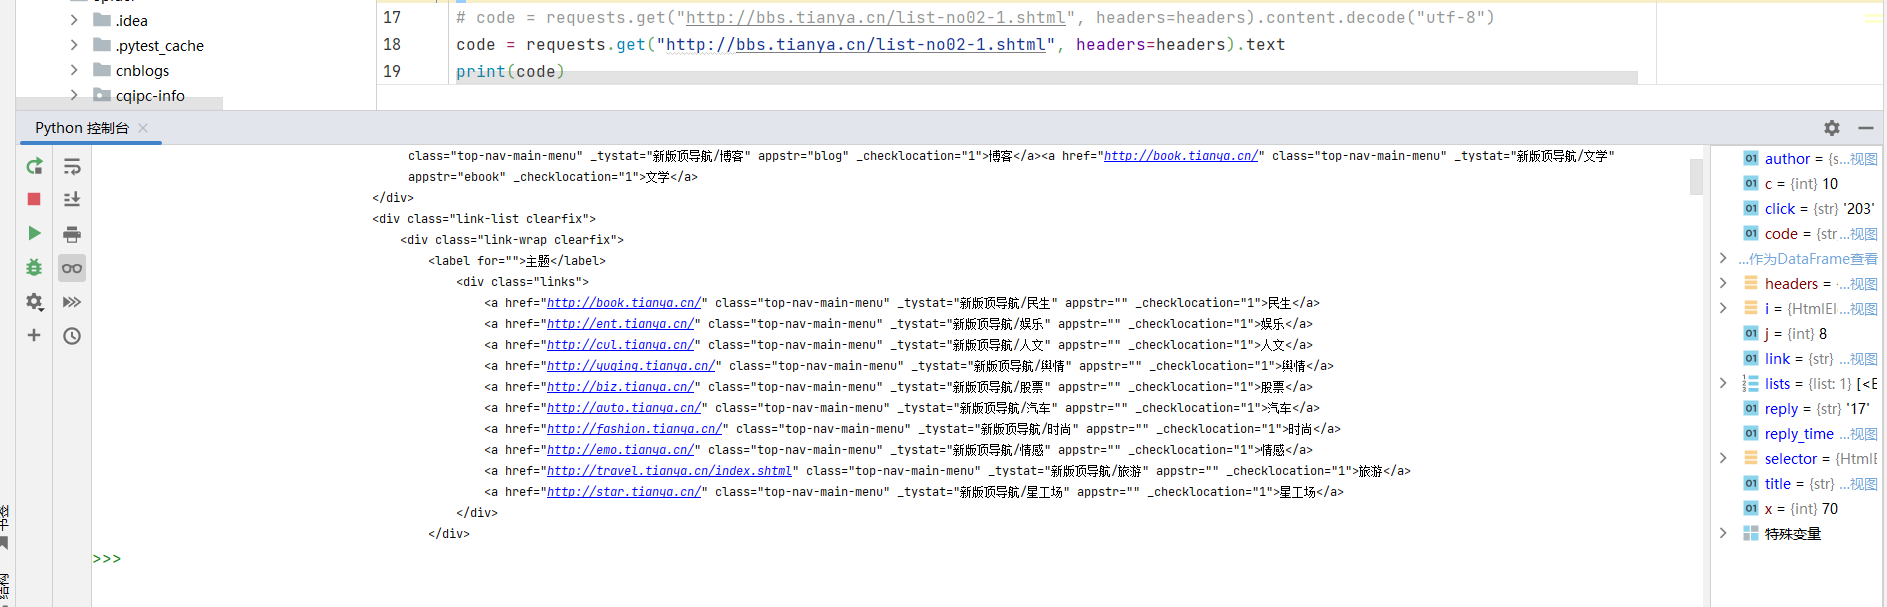 .idea
.pytest_cache
cnblogs
cqipc-info
17 # code = requests.get("http://bbs.tianya.cn/list-no02-1.shtml", headers=headers).content.decode("utf-8")
18 code = requests.get("http://bbs.tianya.cn/list-no02-1.shtml", headers=headers).text
19 print(code)
Python 控制台
class="top-nav-main-menu" _tystat="新版顶导航/博客" appstr="blog" _checklocation="1">博客</a><a href="http://book.tianya.cn/" class="top-nav-main-menu" _tystat="新版顶导航/文学"
appstr="ebook" _checklocation="1">文学</a>
</div>
<div class="link-list clearfix">
<div class="link-wrap clearfix">
<label for="">主题</label>
<div class="links">
<a href="http://book.tianya.cn/" class="top-nav-main-menu" _tystat="新版顶导航/民生" appstr="" _checklocation="1">民生</a>
<a href="http://ent.tianya.cn/" class="top-nav-main-menu" _tystat="新版顶导航/娱乐" appstr="" _checklocation="1">娱乐</a>
<a href="http://cul.tianya.cn/" class="top-nav-main-menu" _tystat="新版顶导航/人文" appstr="" _checklocation="1">人文</a>
<a href="http://yuqing.tianya.cn/" class="top-nav-main-menu" _tystat="新版顶导航/舆情" appstr="" _checklocation="1">舆情</a>
<a href="http://biz.tianya.cn/" class="top-nav-main-menu" _tystat="新版顶导航/股票" appstr="" _checklocation="1">股票</a>
<a href="http://auto.tianya.cn/" class="top-nav-main-menu" _tystat="新版顶导航/汽车" appstr="" _checklocation="1">汽车</a>
<a href="http://fashion.tianya.cn/" class="top-nav-main-menu" _tystat="新版顶导航/时尚" appstr="" _checklocation="1">时尚</a>
<a href="http://emo.tianya.cn/" class="top-nav-main-menu" _tystat="新版顶导航/情感" appstr="" _checklocation="1">情感</a>
<a href="http://travel.tianya.cn/index.shtml" class="top-nav-main-menu" _tystat="新版顶导航/旅游" appstr="" _checklocation="1">旅游</a>
<a href="http://star.tianya.cn/" class="top-nav-main-menu" _tystat="新版顶导航/星工场" appstr="" _checklocation="1">星工场</a>
</div>
</div>
>>>
author = {s...视图
c = {int} 10
click = {str} '203'
code = {str ...视图
...作为DataFrame查看
headers = ...视图
i = {HtmlEl ...视图
j = {int} 8
link = {str} ...视图
lists = {list: 1} [<E
reply = {str} '17'
reply_time ...视图
selector = {HtmlE
title = {str} ...视图
x = {int} 70
特殊变量
书签
结构